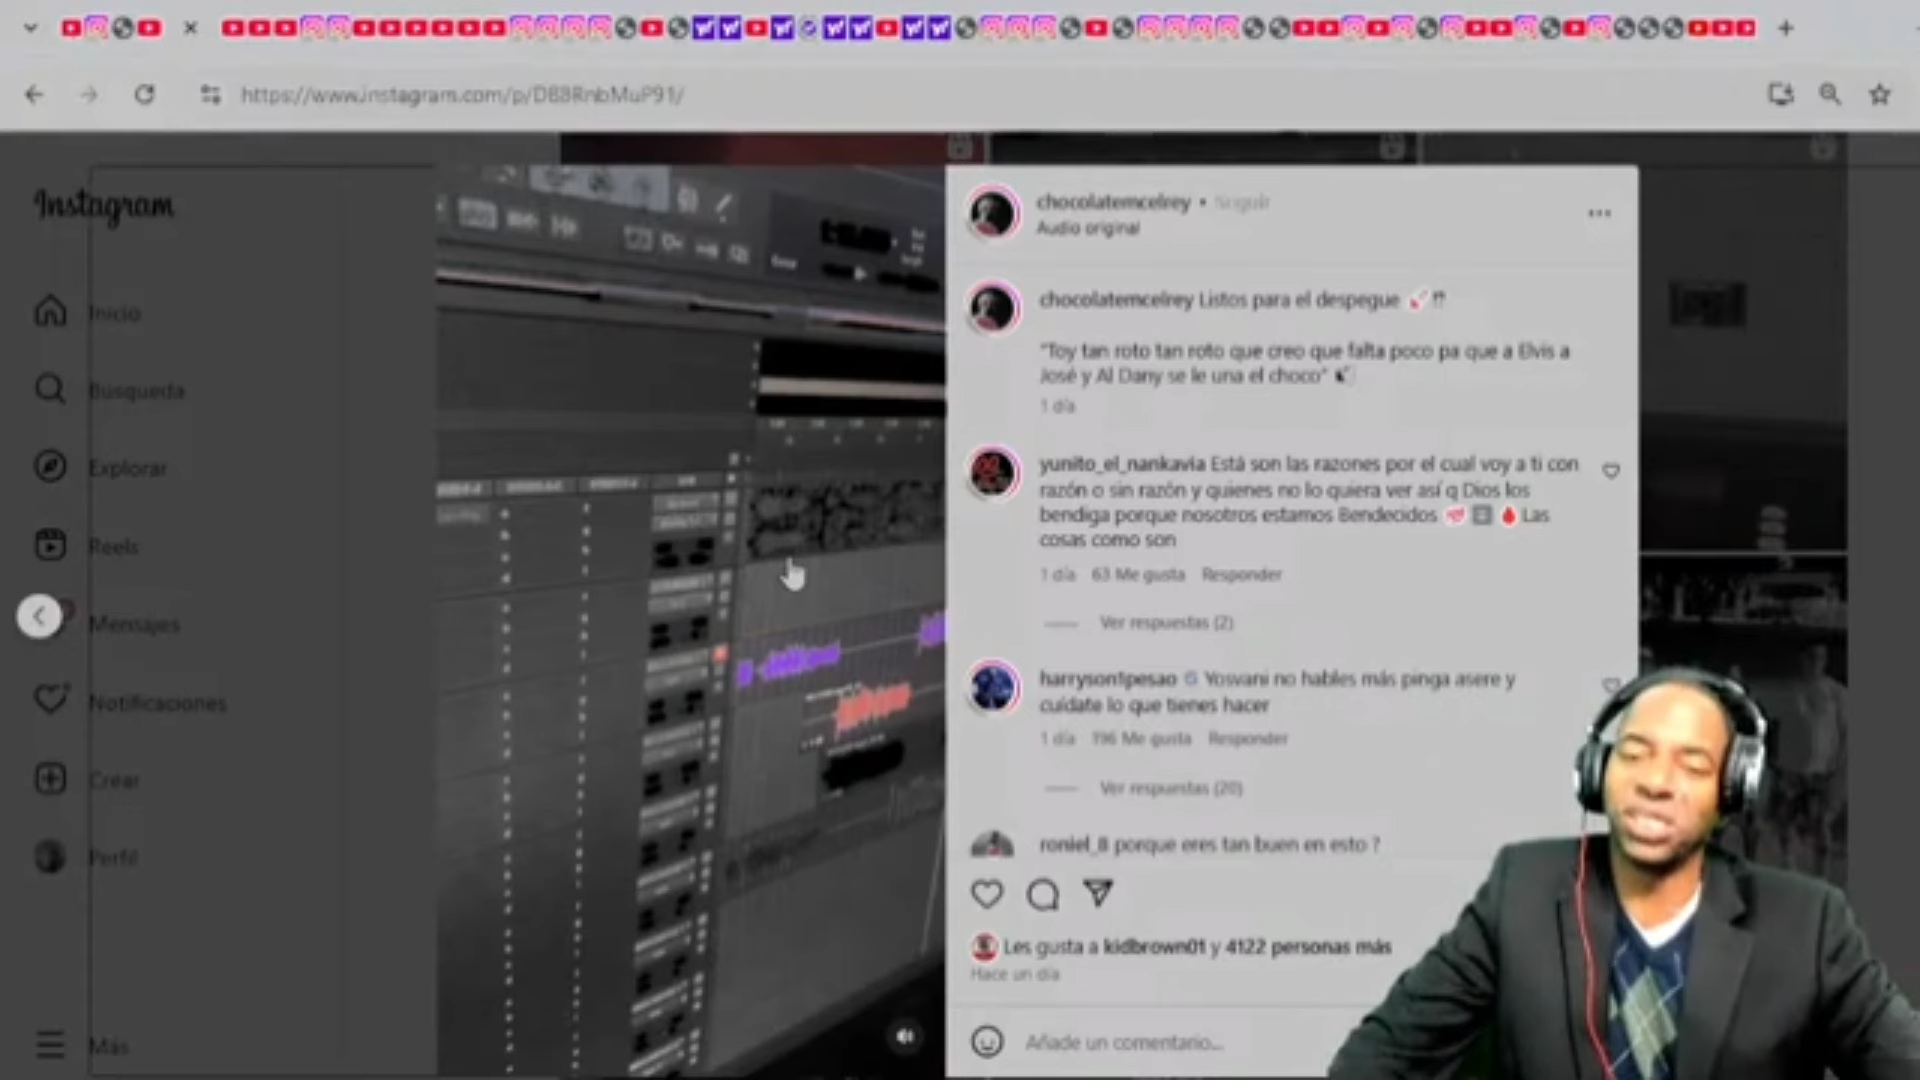 https://www.instagram.com/p/DB8RnbMuP91/
Instagram
Inicio
Búsqueda
Explorar
Reels
Mensajes
Notificaciones
Crear
Perfil
Más
chocolatemcelrey • Seguir
Audio original
chocolatemcelrey Listos para el despegue 🚀⁉
"Toy tan roto tan roto que creo que falta poco pa que a Elvis a
José y Al Dany se le una el choco"
1 día
yunito_el_nankavia Está son las razones por el cual voy a ti con
razón o sin razón y quienes no lo quiera ver así q Dios los
bendiga porque nosotros estamos Bendecidos Las
cosas como son
1 día 63 Me gusta Responder
Ver respuestas (2)
harryson1pesao Yosvani no hables más pinga asere y
cuídate lo que tienes hacer
1 día 196 Me gusta Responder
Ver respuestas (20)
roniel_8 porque eres tan buen en esto ?
Les gusta a kidbrown01 y 4122 personas más
Hace un día
Añade un comentario...